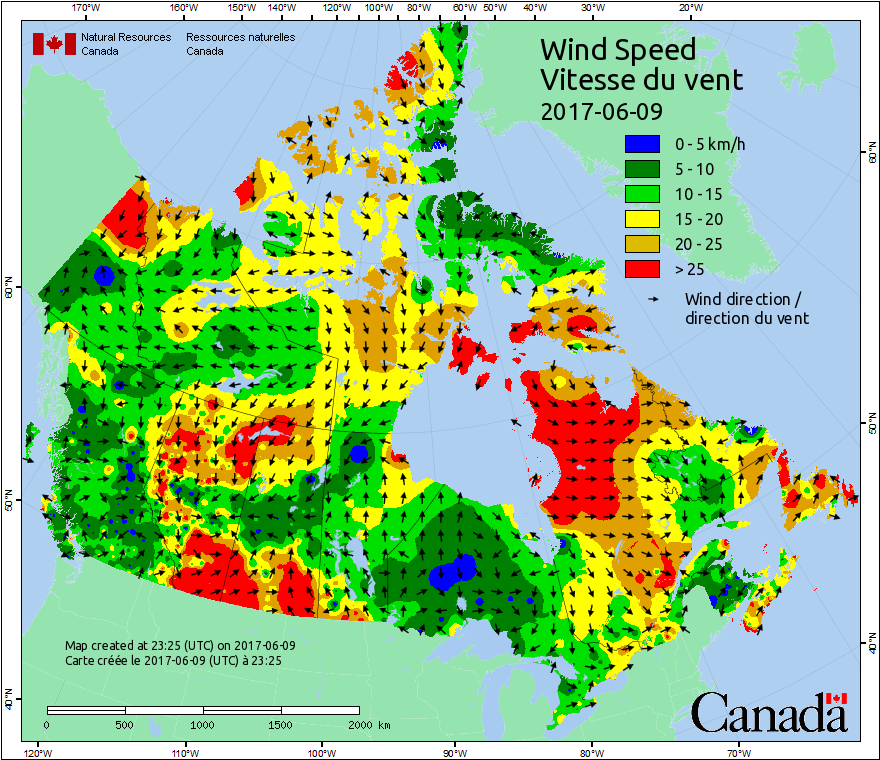 170°W 160°W 150°W 140°W 120°W 100°W 80°W 60°W 50°W 40°W 30°W 20°W
Natural Resources Ressources naturelles
Canada Canada
Wind Speed
Vitesse du vent
2017-06-09
0 - 5 km/h
5 - 10
10 - 15
15 - 20
20 - 25
> 25
Wind direction /
direction du vent
60°N
60°N
50°N
50°N
40°N
40°N
Map created at 23:25 (UTC) on 2017-06-09
Carte créée le 2017-06-09 (UTC) à 23:25
0 500 1000 1500 2000 km
Canada
120°W 110°W 100°W 90°W 80°W 70°W